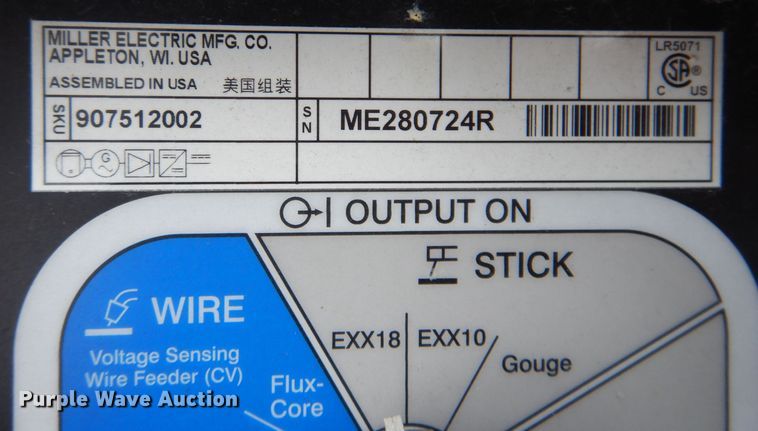 MILLER ELECTRIC MFG. CO.
APPLETON, WI. USA
ASSEMBLED IN USA 美国组装
LR5071
CSA ®
C US
SKU 907512002
SN ME280724R
G
OUTPUT ON
WIRE
STICK
EXX18
EXX10
Gouge
Voltage Sensing
Wire Feeder (CV)
Flux-
Core
Purple Wave Auction